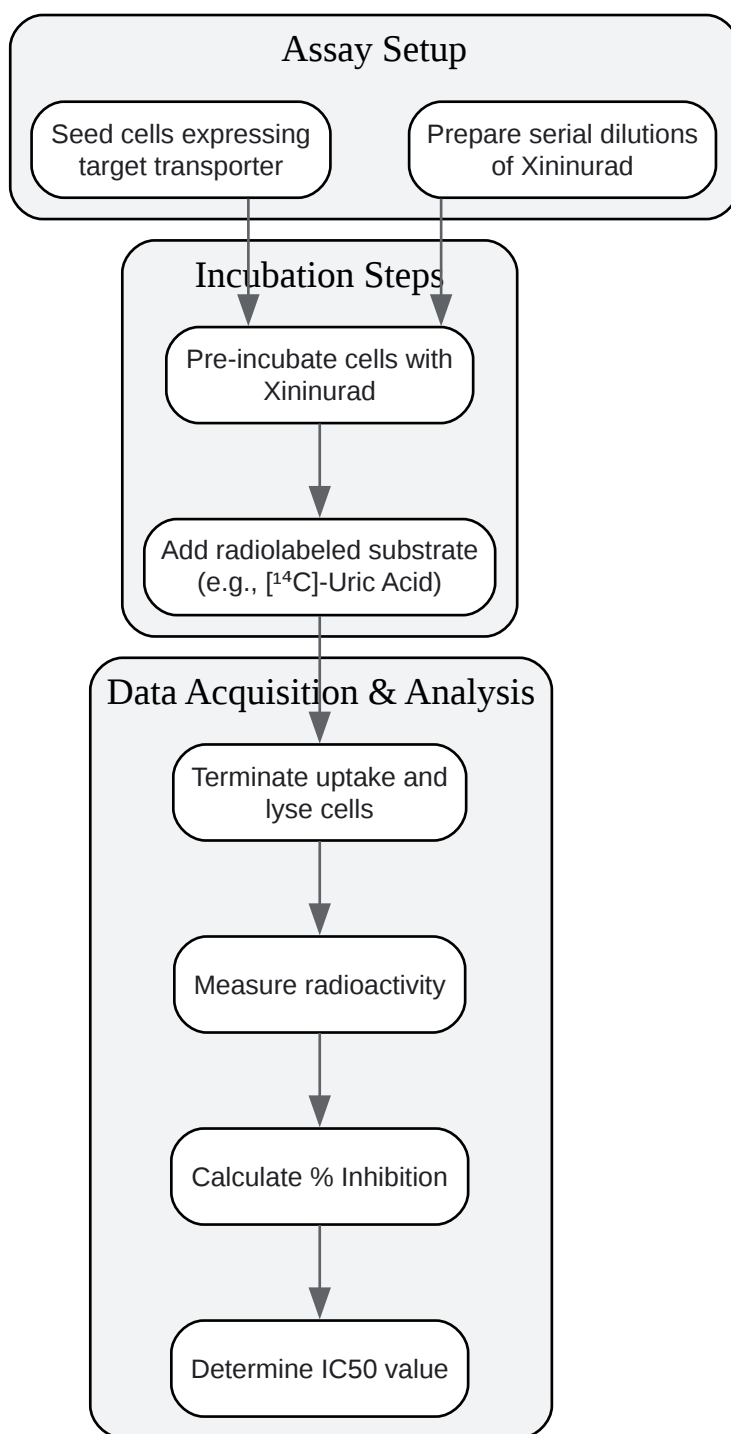 Assay Setup
Seed cells expressing
target transporter
Prepare serial dilutions
of Xininurad
Incubation Steps
Pre-incubate cells with
Xininurad
Add radiolabeled substrate
(e.g., [¹⁴C]-Uric Acid)
Data Acquisition & Analysis
Terminate uptake and
lyse cells
Measure radioactivity
Calculate % Inhibition
Determine IC50 value